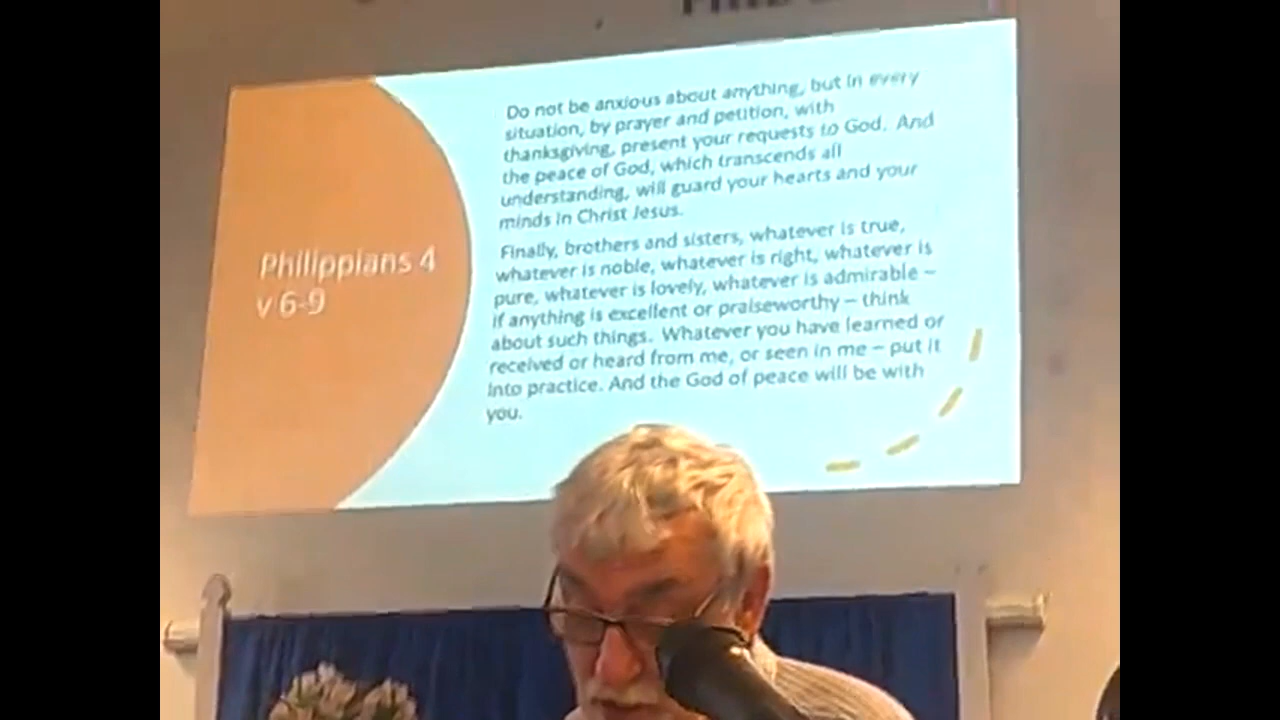 Philippians 4
v 6-9
Do not be anxious about anything, but in every
situation, by prayer and petition, with
thanksgiving, present your requests to God. And
the peace of God, which transcends all
understanding, will guard your hearts and your
minds in Christ Jesus.
Finally, brothers and sisters, whatever is true,
whatever is noble, whatever is right, whatever is
pure, whatever is lovely, whatever is admirable –
if anything is excellent or praiseworthy – think
about such things. Whatever you have learned or
received or heard from me, or seen in me – put it
into practice. And the God of peace will be with
you.